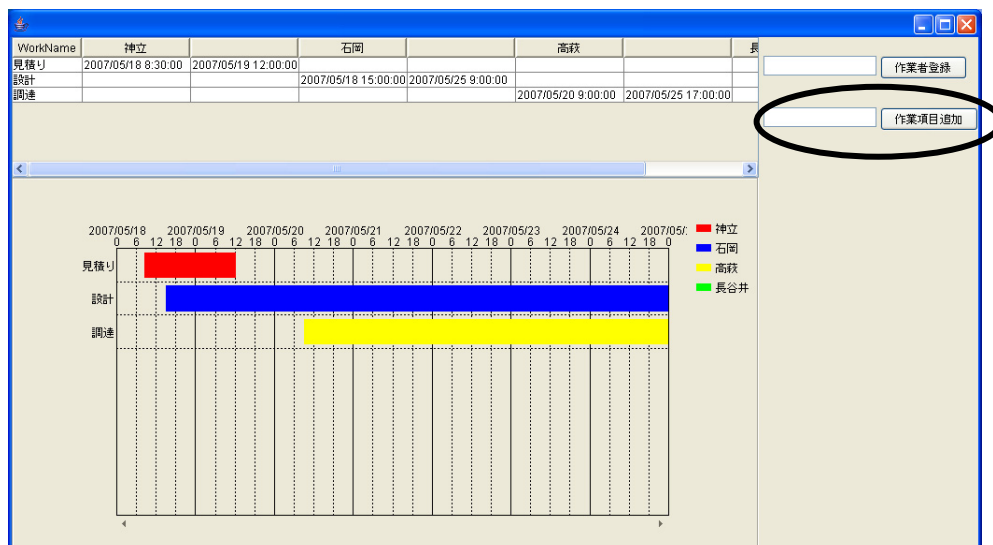 WorkName 神立 石岡 高萩 長
見積り 2007/05/18 8:30:00 2007/05/19 12:00:00
設計 2007/05/18 15:00:00 2007/05/25 9:00:00
調達 2007/05/20 9:00:00 2007/05/25 17:00:00
作業者登録
作業項目追加
2007/05/18 2007/05/19 2007/05/20 2007/05/21 2007/05/22 2007/05/23 2007/05/24 2007/05/
0 6 12 18 0 6 12 18 0 6 12 18 0 6 12 18 0 6 12 18 0 6 12 18 0 6 12 18 0
見積り
設計
調達
神立
石岡
高萩
長谷井